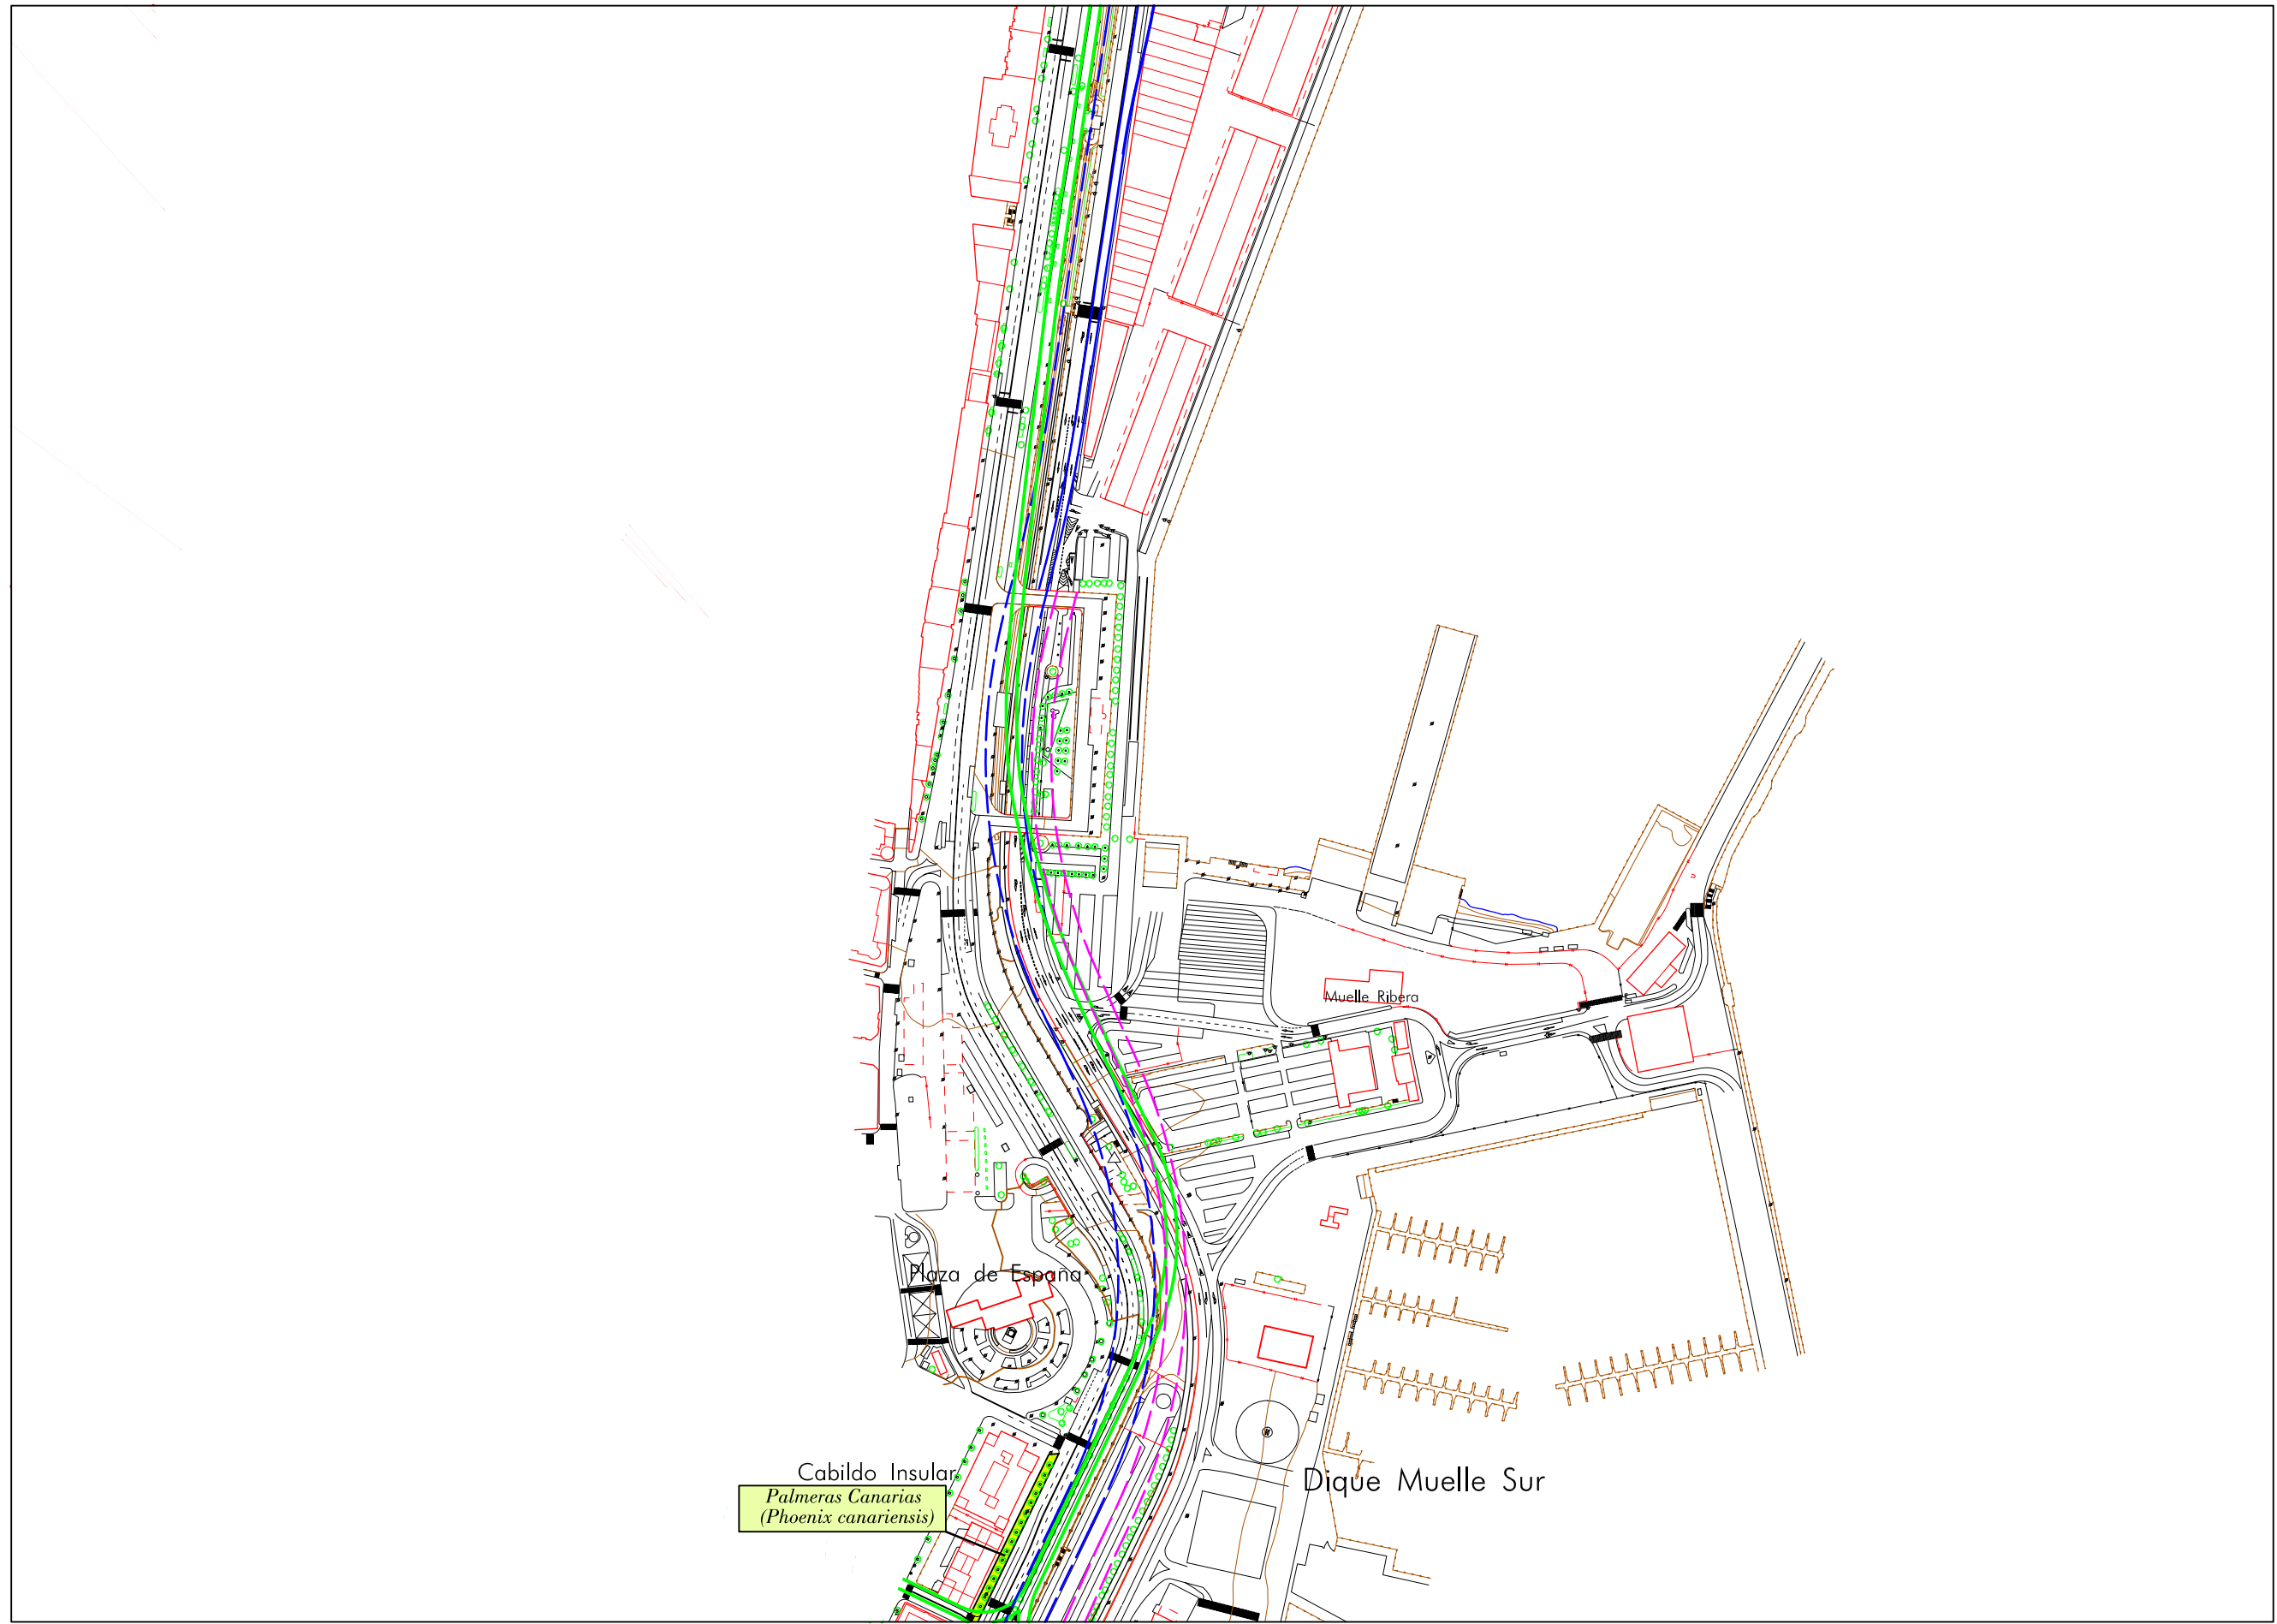 Muelle Ribera
Plaza de España
Cabildo Insular
Dique Muelle Sur
Palmeras Canarias
(Phoenix canariensis)